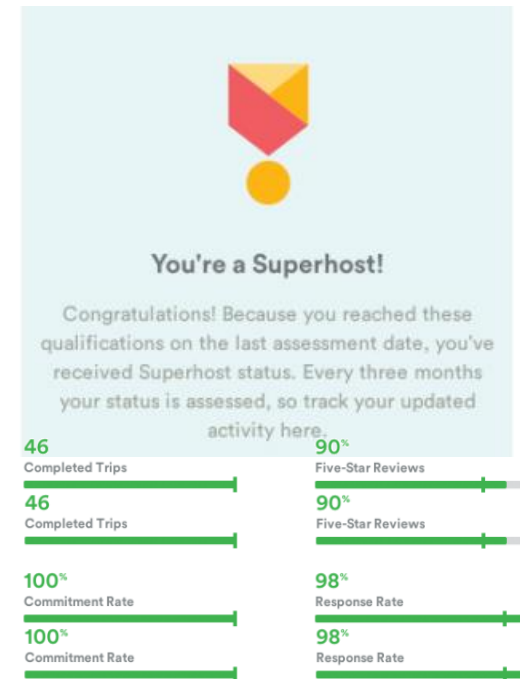 You're a Superhost!
Congratulations! Because you reached these
qualifications on the last assessment date, you've
received Superhost status. Every three months
your status is assessed, so track your updated
activity here.
46 90%
Completed Trips Five-Star Reviews
46 90%
Completed Trips Five-Star Reviews
100% 98%
Commitment Rate Response Rate
100% 98%
Commitment Rate Response Rate